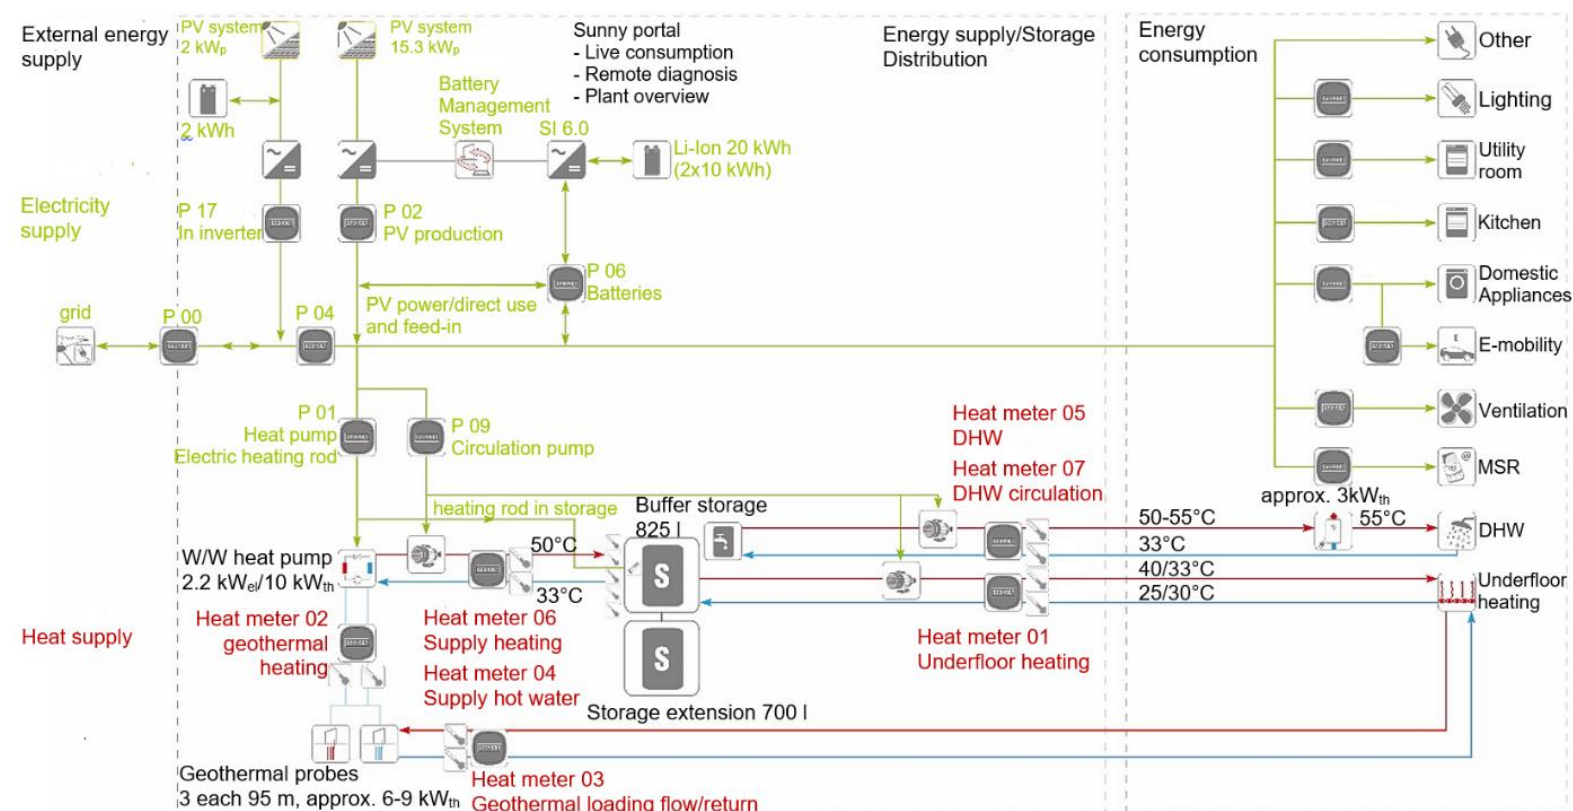 External energy
supply
PV system
2 kWp
PV system
15.3 kWp
Sunny portal
- Live consumption
- Remote diagnosis
- Plant overview
Energy supply/Storage
Distribution
Energy
consumption
Other
2 kWh
Battery
Management
System
SI 6.0
Li-Ion 20 kWh
(2x10 kWh)
Lighting
Utility
room
Electricity
supply
P 17
In inverter
P 02
PV production
Kitchen
P 06
Batteries
Domestic
Appliances
grid
P 00
P 04
PV power/direct use
and feed-in
E-mobility
P 01
Heat pump
Electric heating rod
P 09
Circulation pump
Heat meter 05
DHW
Heat meter 07
DHW circulation
Ventilation
MSR
heating rod in storage
Buffer storage
825 l
approx. 3kWth
50-55°C
55°C
DHW
33°C
W/W heat pump
2.2 kWel/10 kWth
50°C
33°C
S
40/33°C
25/30°C
Underfloor
heating
Heat supply
Heat meter 02
geothermal
heating
Heat meter 06
Supply heating
Heat meter 04
Supply hot water
S
Heat meter 01
Underfloor heating
Storage extension 700 l
Geothermal probes
3 each 95 m, approx. 6-9 kWth
Heat meter 03
Geothermal loading flow/return